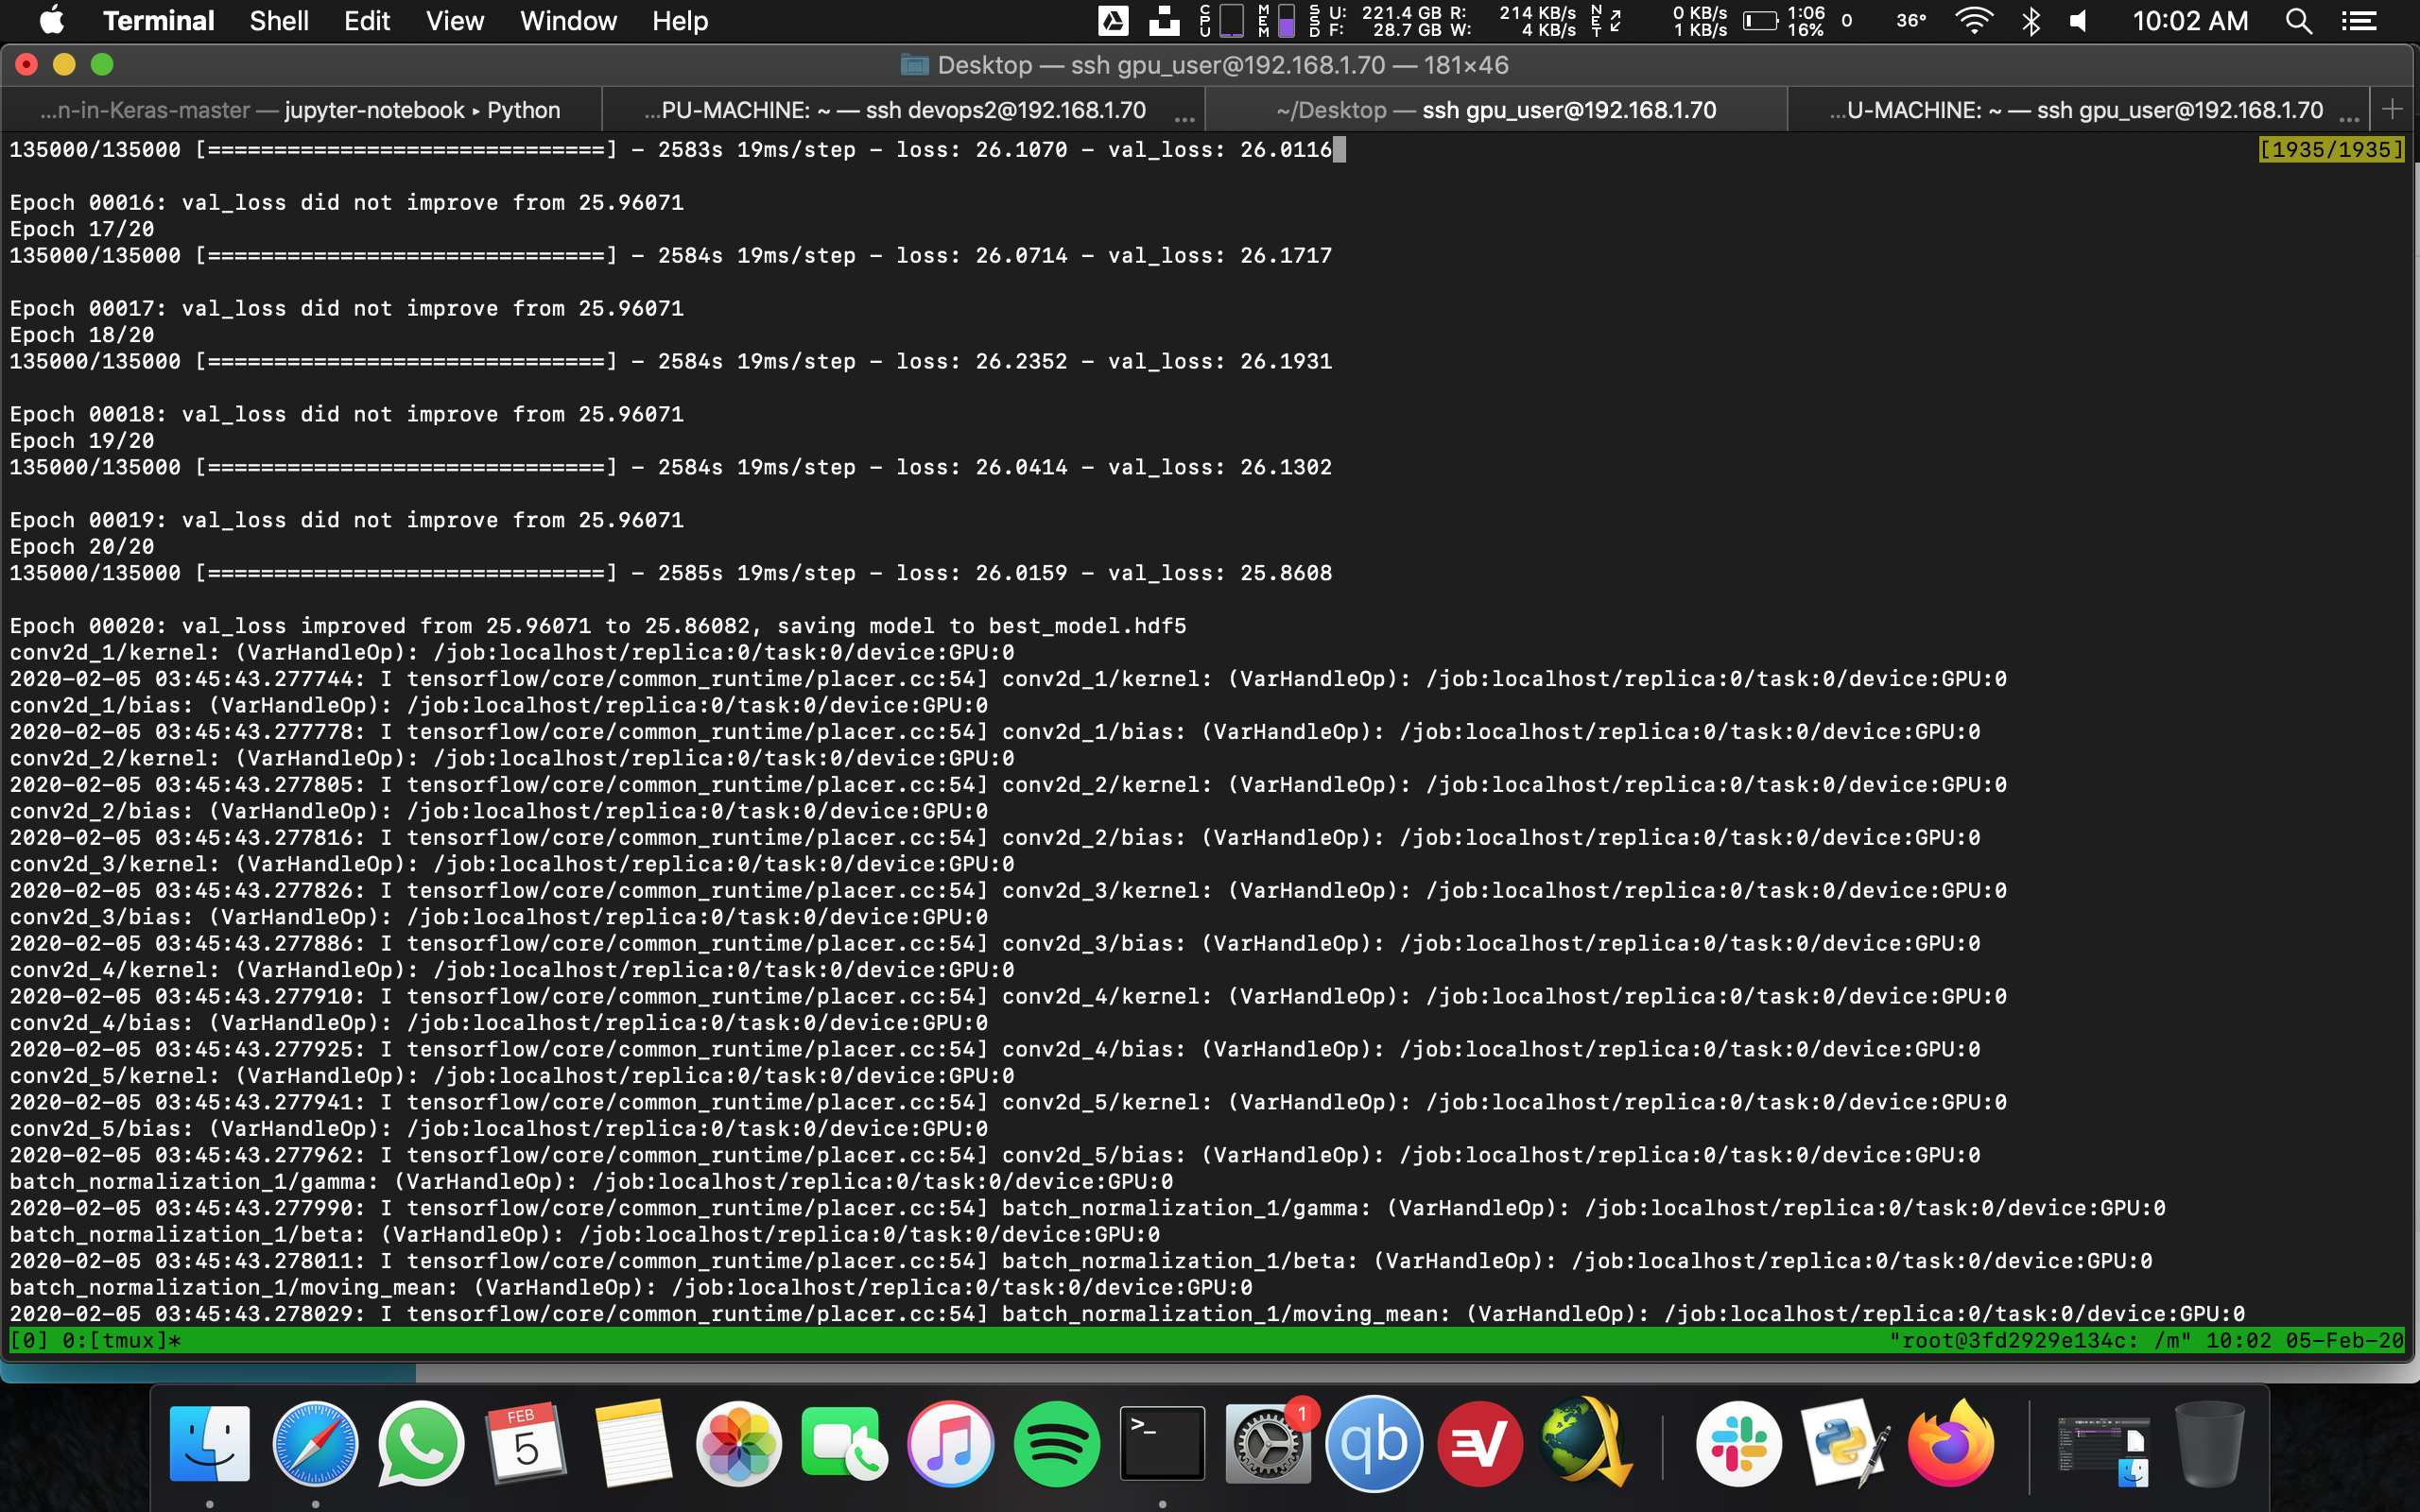 Terminal Shell Edit View Window Help CPU MEM SSD U: 221.4 GB R: 214 KB/s NET 0 KB/s 1:06 0 36° 10:02 AM
F: 28.7 GB W: 4 KB/s 1 KB/s 16%
Desktop — ssh gpu_user@192.168.1.70 — 181×46
...n-in-Keras-master — jupyter-notebook ▸ Python ...PU-MACHINE: ~ — ssh devops2@192.168.1.70 ... ~/Desktop — ssh gpu_user@192.168.1.70 ...U-MACHINE: ~ — ssh gpu_user@192.168.1.70 ... +
135000/135000 [==============================] - 2583s 19ms/step - loss: 26.1070 - val_loss: 26.0116 [1935/1935]
Epoch 00016: val_loss did not improve from 25.96071
Epoch 17/20
135000/135000 [==============================] - 2584s 19ms/step - loss: 26.0714 - val_loss: 26.1717
Epoch 00017: val_loss did not improve from 25.96071
Epoch 18/20
135000/135000 [==============================] - 2584s 19ms/step - loss: 26.2352 - val_loss: 26.1931
Epoch 00018: val_loss did not improve from 25.96071
Epoch 19/20
135000/135000 [==============================] - 2584s 19ms/step - loss: 26.0414 - val_loss: 26.1302
Epoch 00019: val_loss did not improve from 25.96071
Epoch 20/20
135000/135000 [==============================] - 2585s 19ms/step - loss: 26.0159 - val_loss: 25.8608
Epoch 00020: val_loss improved from 25.96071 to 25.86082, saving model to best_model.hdf5
conv2d_1/kernel: (VarHandleOp): /job:localhost/replica:0/task:0/device:GPU:0
2020-02-05 03:45:43.277744: I tensorflow/core/common_runtime/placer.cc:54] conv2d_1/kernel: (VarHandleOp): /job:localhost/replica:0/task:0/device:GPU:0
conv2d_1/bias: (VarHandleOp): /job:localhost/replica:0/task:0/device:GPU:0
2020-02-05 03:45:43.277778: I tensorflow/core/common_runtime/placer.cc:54] conv2d_1/bias: (VarHandleOp): /job:localhost/replica:0/task:0/device:GPU:0
conv2d_2/kernel: (VarHandleOp): /job:localhost/replica:0/task:0/device:GPU:0
2020-02-05 03:45:43.277805: I tensorflow/core/common_runtime/placer.cc:54] conv2d_2/kernel: (VarHandleOp): /job:localhost/replica:0/task:0/device:GPU:0
conv2d_2/bias: (VarHandleOp): /job:localhost/replica:0/task:0/device:GPU:0
2020-02-05 03:45:43.277816: I tensorflow/core/common_runtime/placer.cc:54] conv2d_2/bias: (VarHandleOp): /job:localhost/replica:0/task:0/device:GPU:0
conv2d_3/kernel: (VarHandleOp): /job:localhost/replica:0/task:0/device:GPU:0
2020-02-05 03:45:43.277826: I tensorflow/core/common_runtime/placer.cc:54] conv2d_3/kernel: (VarHandleOp): /job:localhost/replica:0/task:0/device:GPU:0
conv2d_3/bias: (VarHandleOp): /job:localhost/replica:0/task:0/device:GPU:0
2020-02-05 03:45:43.277886: I tensorflow/core/common_runtime/placer.cc:54] conv2d_3/bias: (VarHandleOp): /job:localhost/replica:0/task:0/device:GPU:0
conv2d_4/kernel: (VarHandleOp): /job:localhost/replica:0/task:0/device:GPU:0
2020-02-05 03:45:43.277910: I tensorflow/core/common_runtime/placer.cc:54] conv2d_4/kernel: (VarHandleOp): /job:localhost/replica:0/task:0/device:GPU:0
conv2d_4/bias: (VarHandleOp): /job:localhost/replica:0/task:0/device:GPU:0
2020-02-05 03:45:43.277925: I tensorflow/core/common_runtime/placer.cc:54] conv2d_4/bias: (VarHandleOp): /job:localhost/replica:0/task:0/device:GPU:0
conv2d_5/kernel: (VarHandleOp): /job:localhost/replica:0/task:0/device:GPU:0
2020-02-05 03:45:43.277941: I tensorflow/core/common_runtime/placer.cc:54] conv2d_5/kernel: (VarHandleOp): /job:localhost/replica:0/task:0/device:GPU:0
conv2d_5/bias: (VarHandleOp): /job:localhost/replica:0/task:0/device:GPU:0
2020-02-05 03:45:43.277962: I tensorflow/core/common_runtime/placer.cc:54] conv2d_5/bias: (VarHandleOp): /job:localhost/replica:0/task:0/device:GPU:0
batch_normalization_1/gamma: (VarHandleOp): /job:localhost/replica:0/task:0/device:GPU:0
2020-02-05 03:45:43.277990: I tensorflow/core/common_runtime/placer.cc:54] batch_normalization_1/gamma: (VarHandleOp): /job:localhost/replica:0/task:0/device:GPU:0
batch_normalization_1/beta: (VarHandleOp): /job:localhost/replica:0/task:0/device:GPU:0
2020-02-05 03:45:43.278011: I tensorflow/core/common_runtime/placer.cc:54] batch_normalization_1/beta: (VarHandleOp): /job:localhost/replica:0/task:0/device:GPU:0
batch_normalization_1/moving_mean: (VarHandleOp): /job:localhost/replica:0/task:0/device:GPU:0
2020-02-05 03:45:43.278029: I tensorflow/core/common_runtime/placer.cc:54] batch_normalization_1/moving_mean: (VarHandleOp): /job:localhost/replica:0/task:0/device:GPU:0
[0] 0:[tmux]* "root@3fd2929e134c: /m" 10:02 05-Feb-20
FEB
5
>_
1
qb